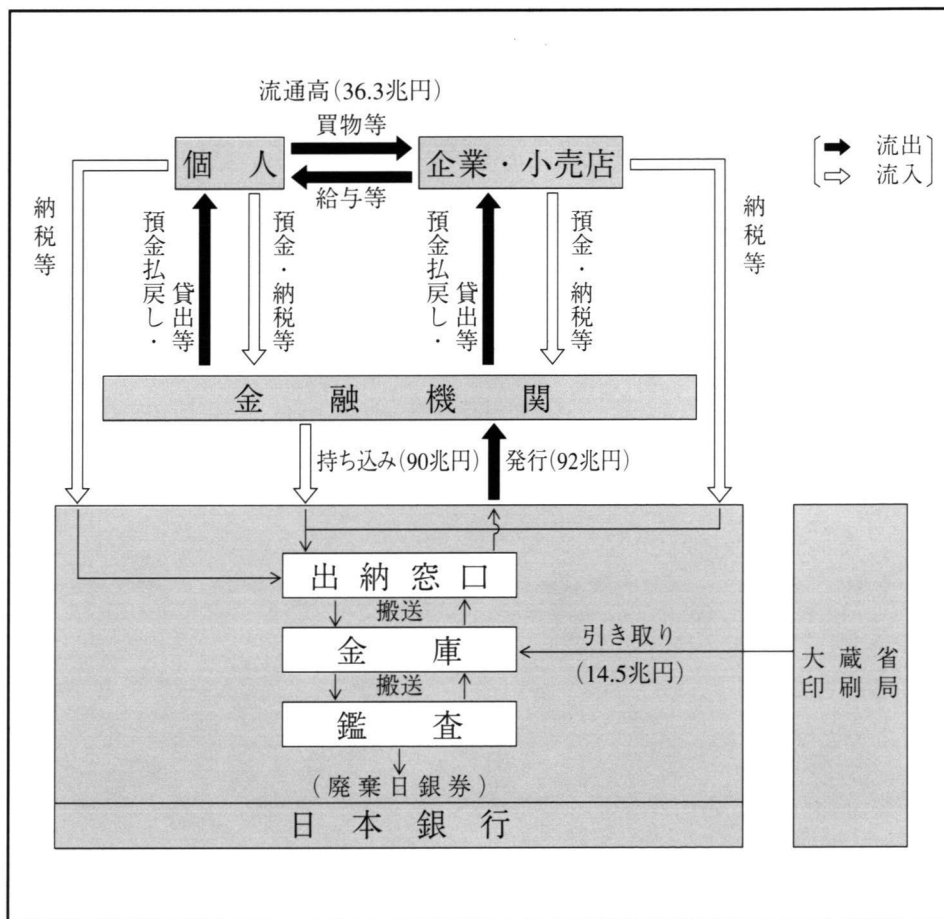 流通高(36.3兆円)
買物等
個人
企業・小売店
給与等
流出
流入
納税等
預金払戻し・
貸出等
預金・納税等
預金払戻し・
貸出等
預金・納税等
納税等
金融機関
持ち込み(90兆円)
発行(92兆円)
出納窓口
搬送
金庫
引き取り
(14.5兆円)
大蔵省
印刷局
搬送
鑑査
(廃棄日銀券)
日本銀行